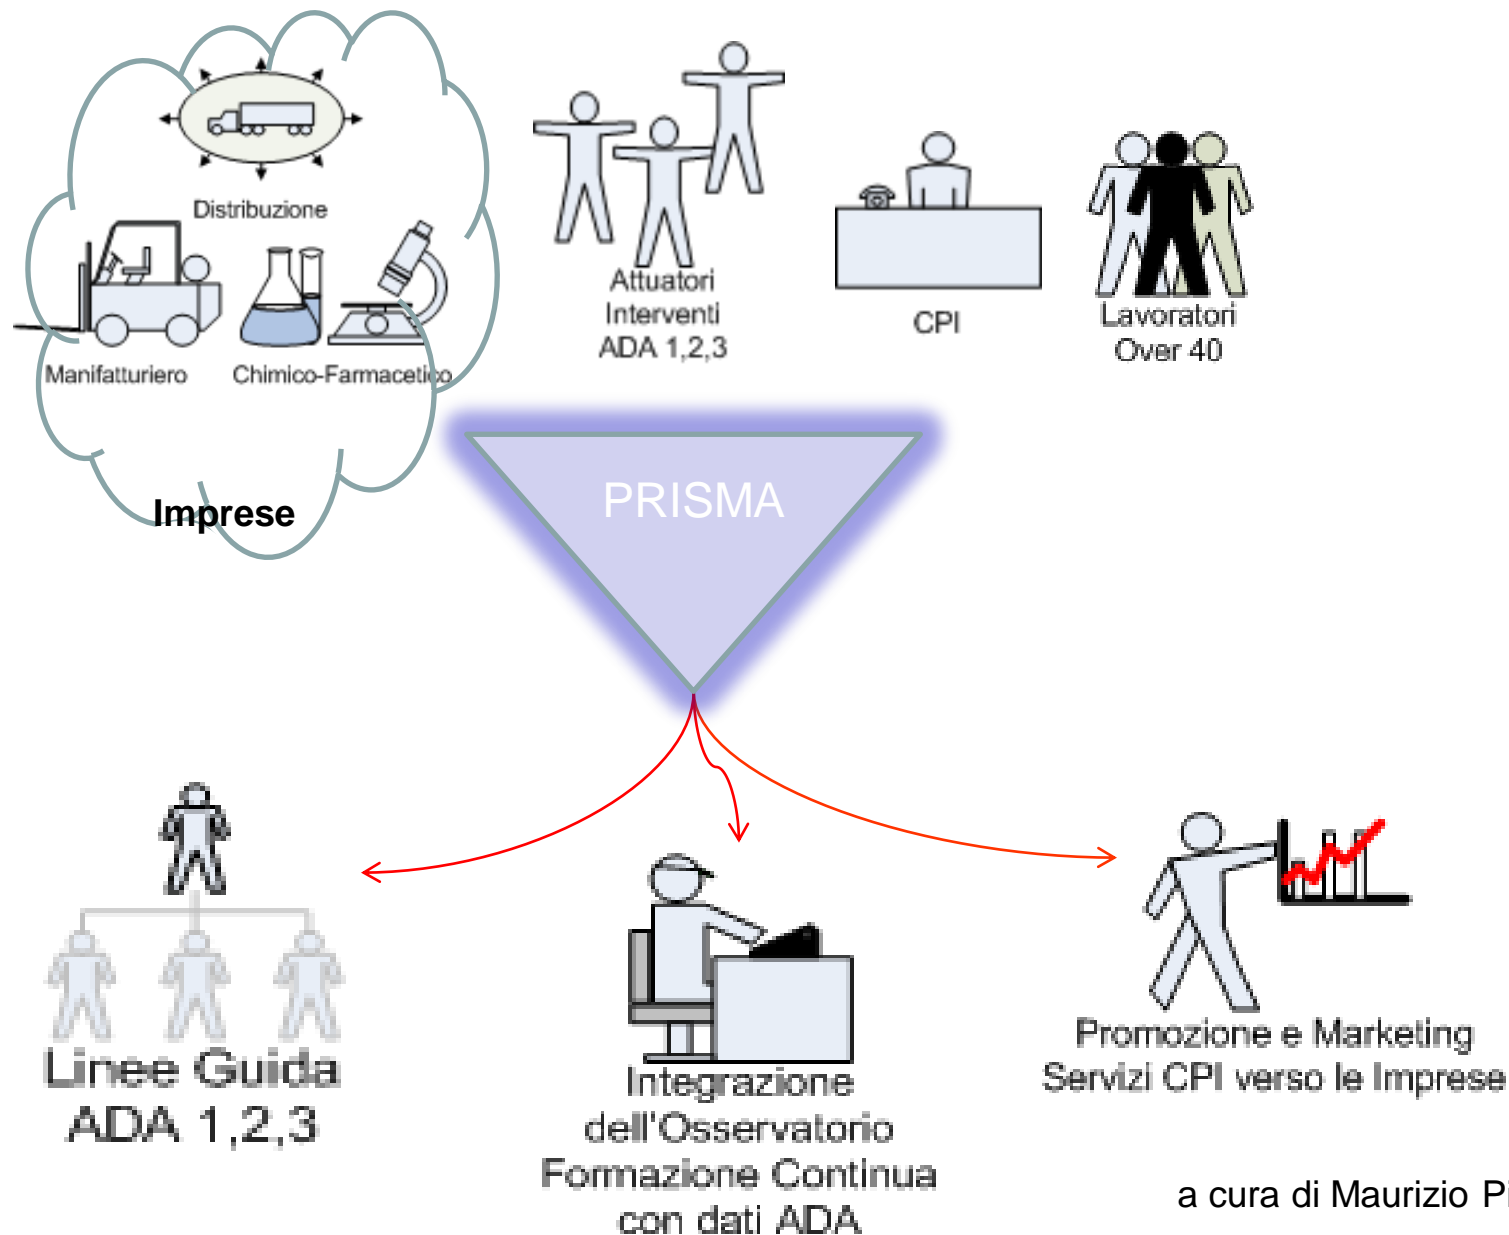 Distribuzione
Manifatturiero
Chimico-Farmacetico
Imprese
Attuatori
Interventi
ADA 1,2,3
CPI
Lavoratori
Over 40
PRISMA
Linee Guida
ADA 1,2,3
Integrazione
dell'Osservatorio
Formazione Continua
con dati ADA
Promozione e Marketing
Servizi CPI verso le Imprese
a cura di Maurizio